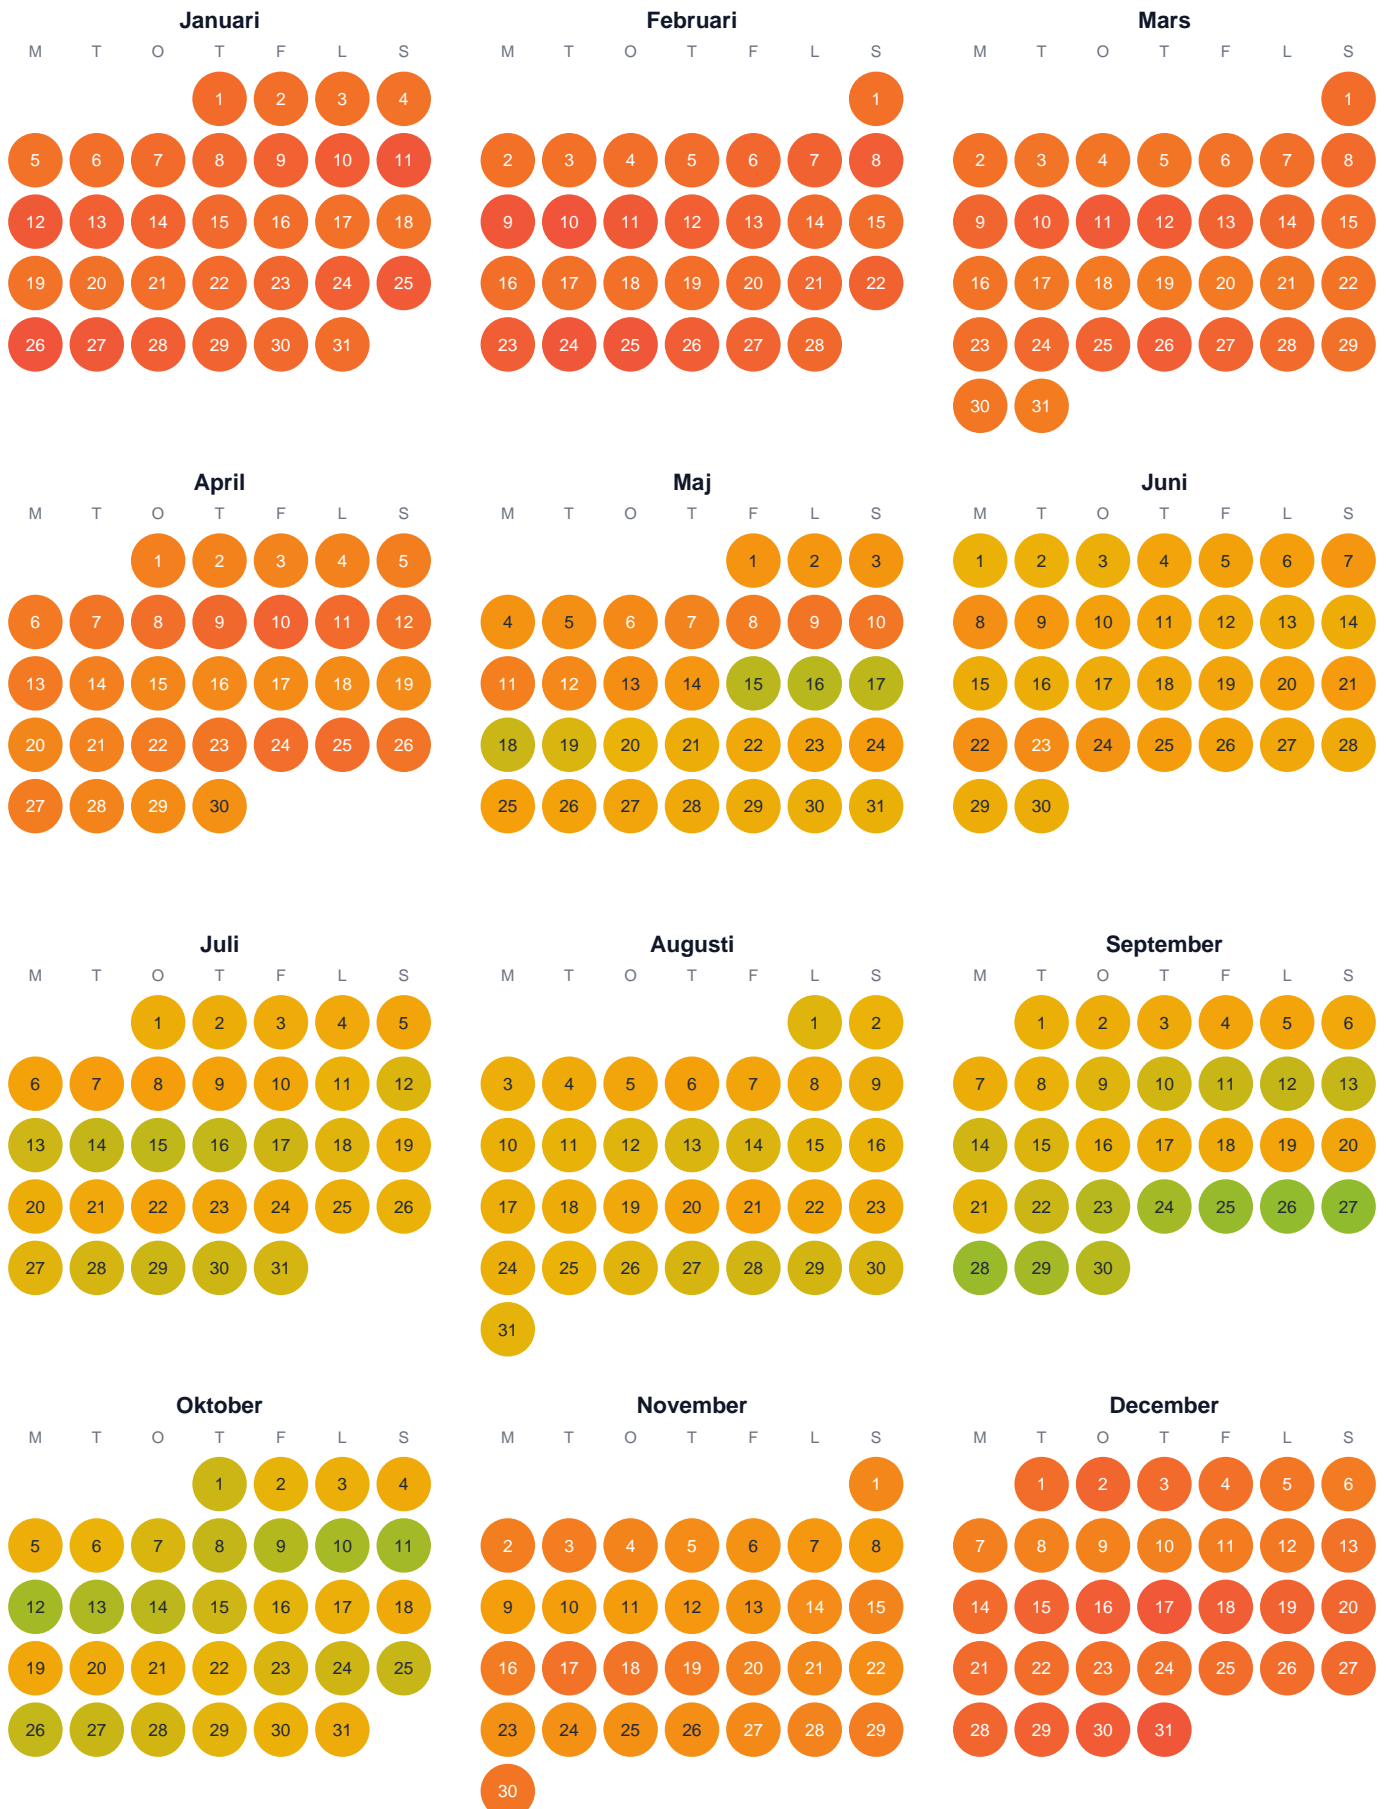 Januari Februari Mars
M T O T F L S M T O T F L S M T O T F L S
1 2 3 4 1 1
5 6 7 8 9 10 11 2 3 4 5 6 7 8 2 3 4 5 6 7 8
12 13 14 15 16 17 18 9 10 11 12 13 14 15 9 10 11 12 13 14 15
19 20 21 22 23 24 25 16 17 18 19 20 21 22 16 17 18 19 20 21 22
26 27 28 29 30 31 23 24 25 26 27 28 23 24 25 26 27 28 29
30 31
April Maj Juni
M T O T F L S M T O T F L S M T O T F L S
1 2 3 4 5 1 2 3 1 2 3 4 5 6 7
6 7 8 9 10 11 12 4 5 6 7 8 9 10 8 9 10 11 12 13 14
13 14 15 16 17 18 19 11 12 13 14 15 16 17 15 16 17 18 19 20 21
20 21 22 23 24 25 26 18 19 20 21 22 23 24 22 23 24 25 26 27 28
27 28 29 30 25 26 27 28 29 30 31 29 30
Juli Augusti September
M T O T F L S M T O T F L S M T O T F L S
1 2 3 4 5 1 2 1 2 3 4 5 6
6 7 8 9 10 11 12 3 4 5 6 7 8 9 7 8 9 10 11 12 13
13 14 15 16 17 18 19 10 11 12 13 14 15 16 14 15 16 17 18 19 20
20 21 22 23 24 25 26 17 18 19 20 21 22 23 21 22 23 24 25 26 27
27 28 29 30 31 24 25 26 27 28 29 30 28 29 30
31
Oktober November December
M T O T F L S M T O T F L S M T O T F L S
1 2 3 4 1 1 2 3 4 5 6
5 6 7 8 9 10 11 2 3 4 5 6 7 8 7 8 9 10 11 12 13
12 13 14 15 16 17 18 9 10 11 12 13 14 15 14 15 16 17 18 19 20
19 20 21 22 23 24 25 16 17 18 19 20 21 22 21 22 23 24 25 26 27
26 27 28 29 30 31 23 24 25 26 27 28 29 28 29 30 31
30